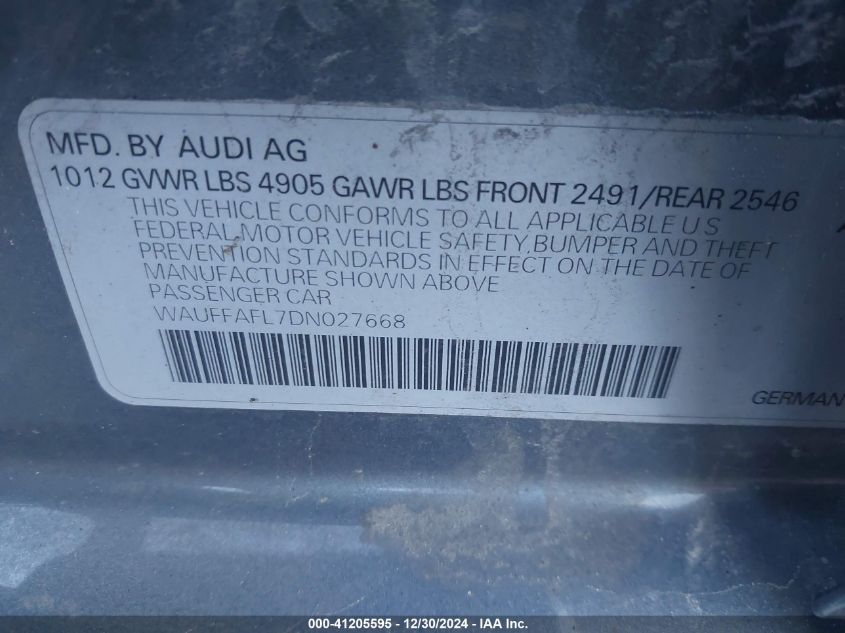 MFD. BY AUDI AG
1012 GVWR LBS 4905 GAWR LBS FRONT 2491/REAR 2546
THIS VEHICLE CONFORMS TO ALL APPLICABLE U S
FEDERAL MOTOR VEHICLE SAFETY, BUMPER AND THEFT
PREVENTION STANDARDS IN EFFECT ON THE DATE OF
MANUFACTURE SHOWN ABOVE
PASSENGER CAR
WAUFFAFL7DN027668
GERMAN
000-41205595 - 12/30/2024 - IAA Inc.